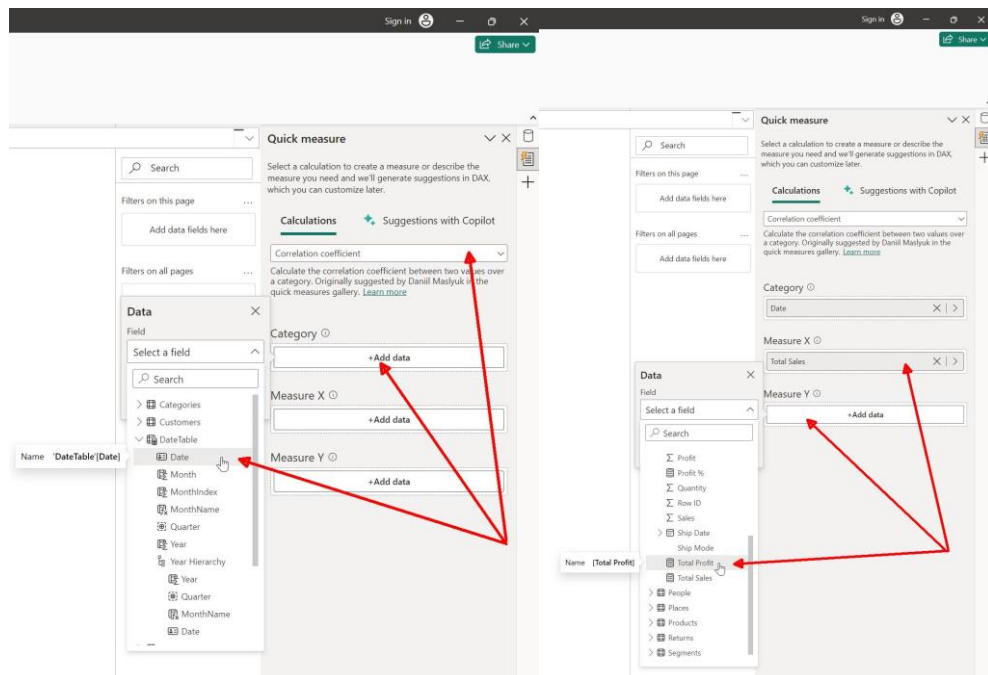 Sign in
Share
Quick measure
Search
Select a calculation to create a measure or describe the
measure you need and we'll generate suggestions in DAX,
which you can customize later.
Filters on this page
...
Add data fields here
Calculations
Suggestions with Copilot
Correlation coefficient
Filters on all pages
...
Calculate the correlation coefficient between two values over
a category. Originally suggested by Daniil Maslyuk in the
quick measures gallery. Learn more
Data
Field
Select a field
Search
Categories
Customers
DateTable
Name 'DateTable'[Date]
Date
Month
MonthIndex
MonthName
Quarter
Year
Year Hierarchy
Year
Quarter
MonthName
Date
Category
+Add data
Measure X
+Add data
Measure Y
+Add data
Sign in
Share
Quick measure
Search
Select a calculation to create a measure or describe the
measure you need and we'll generate suggestions in DAX,
which you can customize later.
Filters on this page
...
Add data fields here
Calculations
Suggestions with Copilot
Correlation coefficient
Filters on all pages
...
Add data fields here
Calculate the correlation coefficient between two values over
a category. Originally suggested by Daniil Maslyuk in the
quick measures gallery. Learn more
Category
Date
Measure X
Total Sales
Measure Y
+Add data
Data
Field
Select a field
Search
Profit
Profit %
Quantity
Row ID
Sales
Ship Date
Ship Mode
Name [Total Profit]
Total Profit
Total Sales
People
Places
Products
Returns
Segments